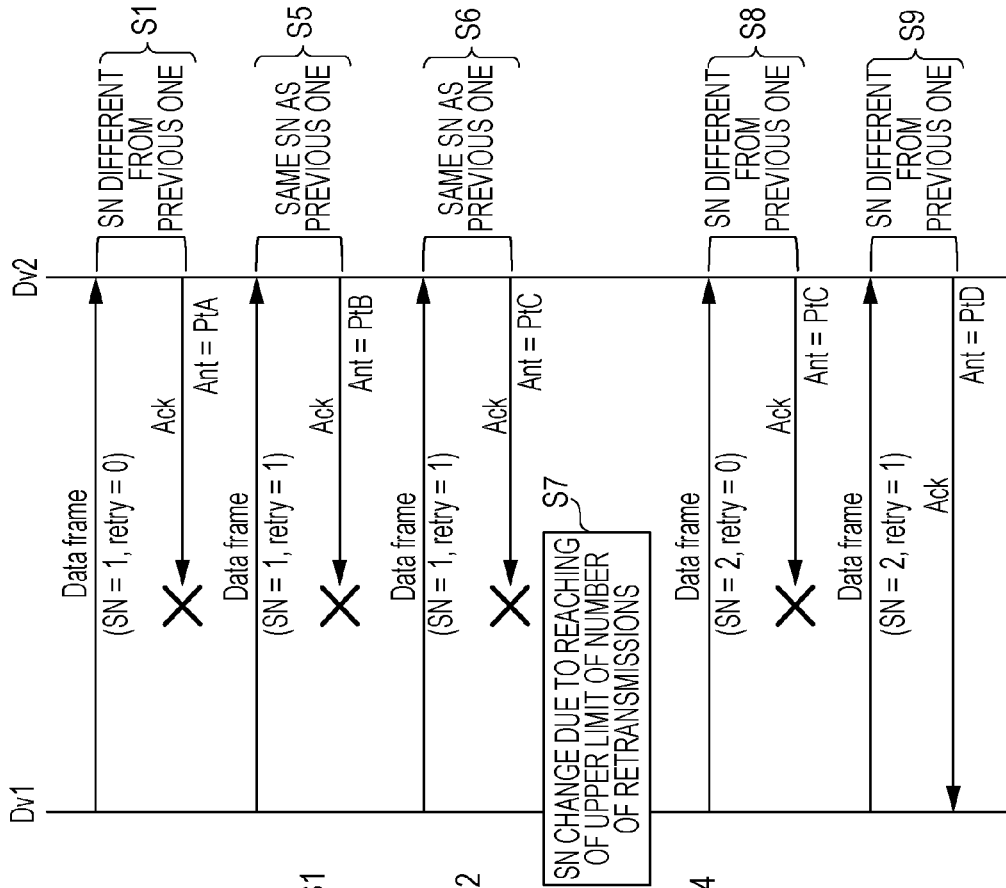 Dv1
Dv2
Data frame
(SN = 1, retry = 0)
Ack
Ant = PtA
SN DIFFERENT
FROM
PREVIOUS ONE
S1
Data frame
(SN = 1, retry = 1)
Ack
Ant = PtB
SAME SN AS
PREVIOUS ONE
S5
s1
Data frame
(SN = 1, retry = 1)
Ack
Ant = PtC
SAME SN AS
PREVIOUS ONE
S6
2
SN CHANGE DUE TO REACHING
OF UPPER LIMIT OF NUMBER
OF RETRANSMISSIONS
S7
4
Data frame
(SN = 2, retry = 0)
Ack
Ant = PtC
SN DIFFERENT
FROM
PREVIOUS ONE
S8
Data frame
(SN = 2, retry = 1)
Ack
Ant = PtD
SN DIFFERENT
FROM
PREVIOUS ONE
S9